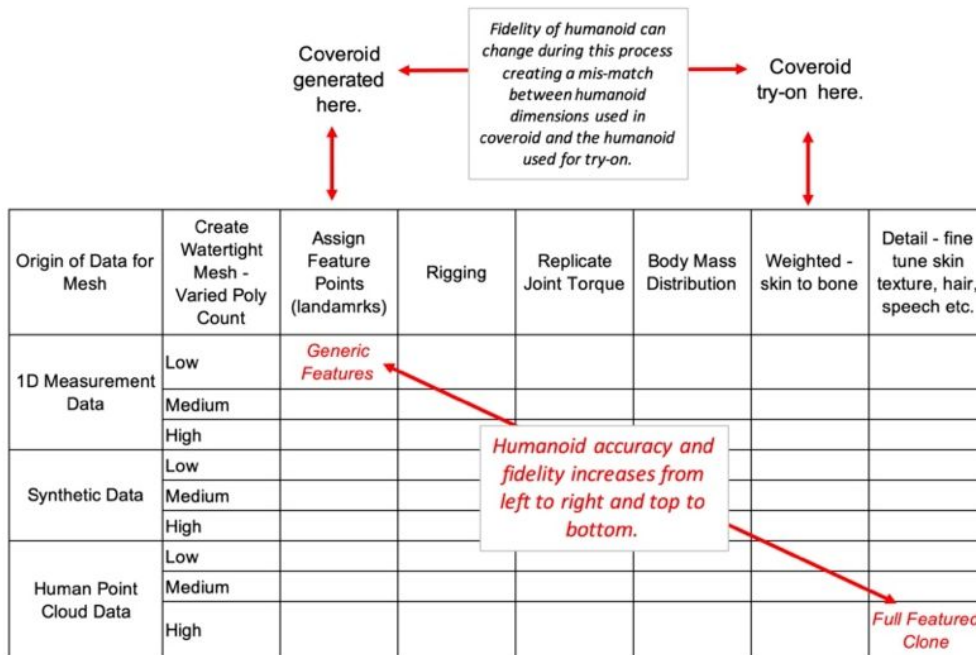 Coveroid
generated
here.
Fidelity of humanoid can
change during this process
creating a mis-match
between humanoid
dimensions used in
coveroid and the humanoid
used for try-on.
Coveroid
try-on here.
Origin of Data for
Mesh
Create
Watertight
Mesh -
Varied Poly
Count
Assign
Feature
Points
(landamrks)
Rigging
Replicate
Joint Torque
Body Mass
Distribution
Weighted -
skin to bone
Detail - fine
tune skin
texture, hair,
speech etc.
1D Measurement
Data
Low
Generic
Features
Medium
High
Humanoid accuracy and
fidelity increases from
left to right and top to
bottom.
Synthetic Data
Low
Medium
High
Human Point
Cloud Data
Low
Medium
High
Full Featured
Clone